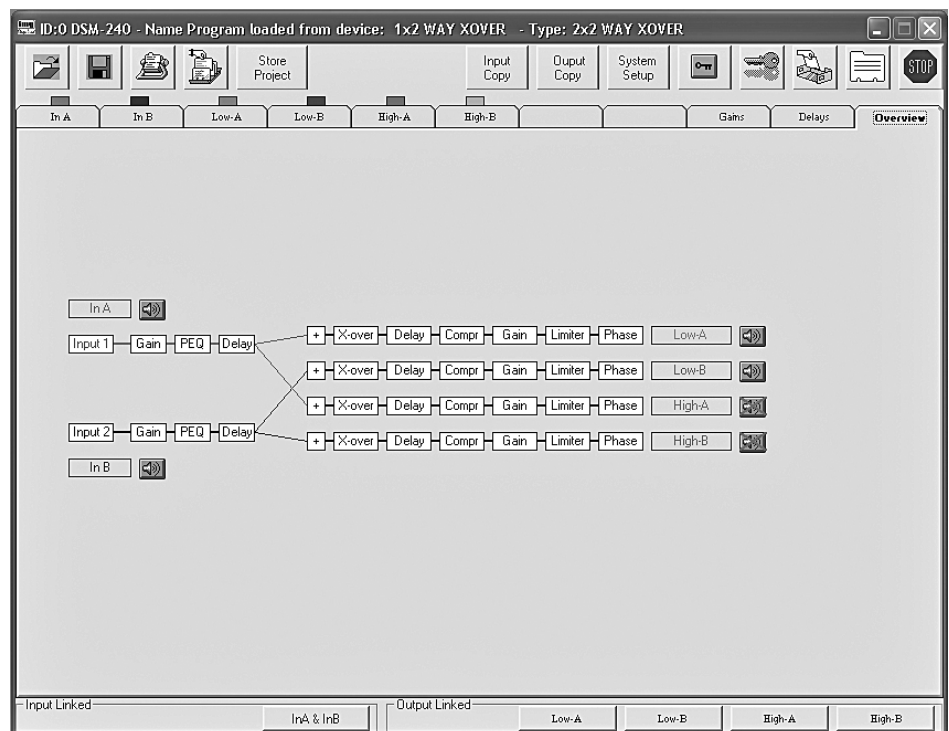 ID:0 DSM-240 - Name Program loaded from device: 1x2 WAY XOVER - Type: 2x2 WAY XOVER
Store Project
Input Copy
Ouput Copy
System Setup
STOP
In A In B Low-A Low-B High-A High-B Gains Delays Overview
In A
Input 1 Gain PEQ Delay
+ X-over Delay Compr Gain Limiter Phase Low-A
+ X-over Delay Compr Gain Limiter Phase Low-B
+ X-over Delay Compr Gain Limiter Phase High-A
Input 2 Gain PEQ Delay
+ X-over Delay Compr Gain Limiter Phase High-B
In B
Input Linked
InA & InB
Output Linked
Low-A Low-B High-A High-B